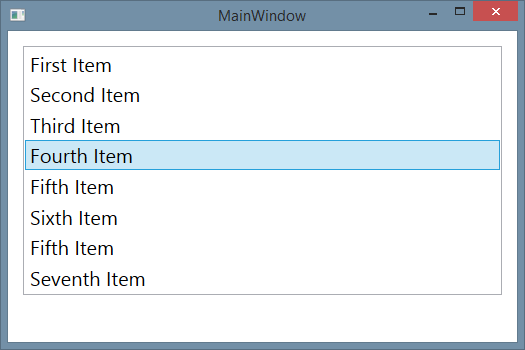 MainWindow
First Item
Second Item
Third Item
Fourth Item
Fifth Item
Sixth Item
Fifth Item
Seventh Item